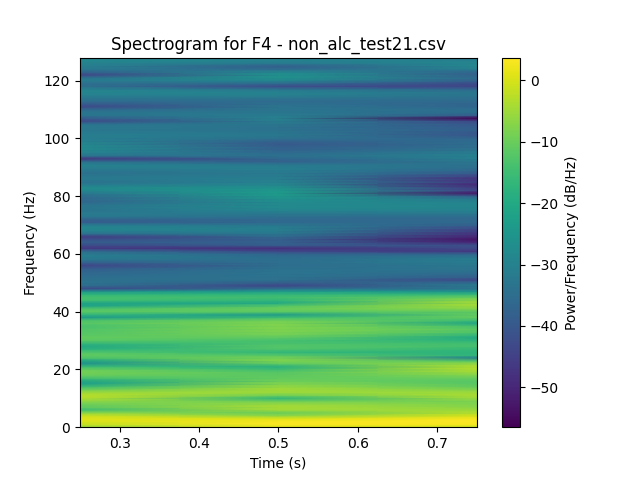 Spectrogram for F4 - non_alc_test21.csv
Frequency (Hz)
120
100
80
60
40
20
0
0.3 0.4 0.5 0.6 0.7
Time (s)
0
−10
−20
−30
−40
−50
Power/Frequency (dB/Hz)